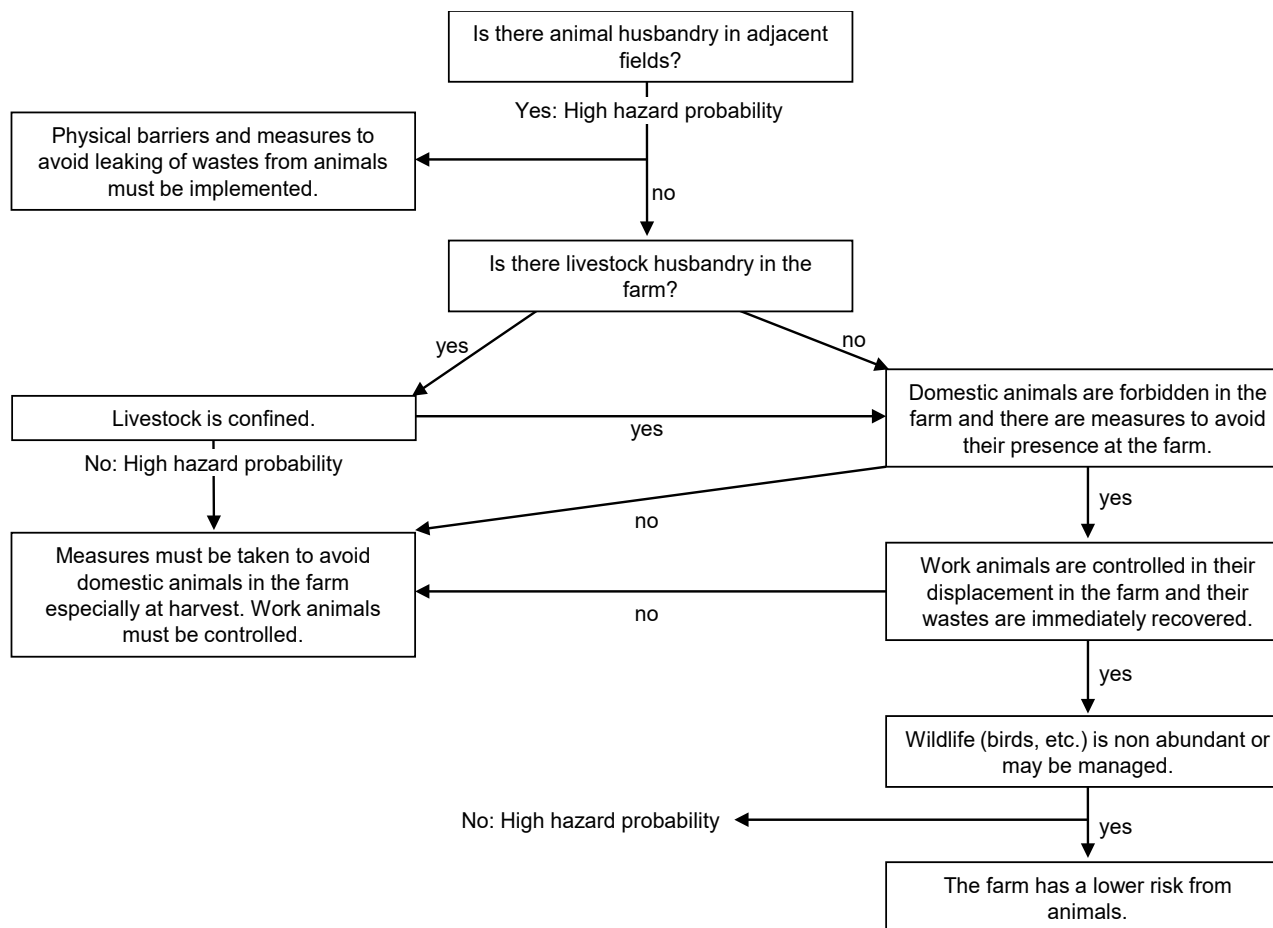 Is there animal husbandry in adjacent
fields?
Yes: High hazard probability
Physical barriers and measures to
avoid leaking of wastes from animals
must be implemented.
no
Is there livestock husbandry in the
farm?
yes
no
Livestock is confined.
yes
Domestic animals are forbidden in the
farm and there are measures to avoid
their presence at the farm.
No: High hazard probability
no
yes
Measures must be taken to avoid
domestic animals in the farm
especially at harvest. Work animals
must be controlled.
no
Work animals are controlled in their
displacement in the farm and their
wastes are immediately recovered.
yes
Wildlife (birds, etc.) is non abundant or
may be managed.
No: High hazard probability
yes
The farm has a lower risk from
animals.